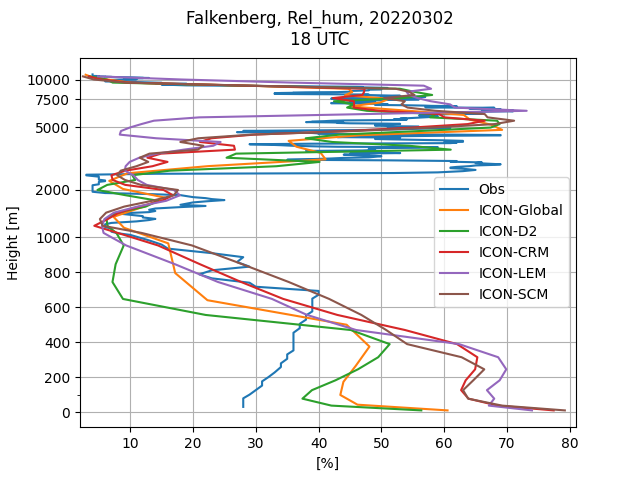 Falkenberg, Rel_hum, 20220302
18 UTC
Height [m]
10000
7500
5000
2000
1000
800
600
400
200
0
Obs
ICON-Global
ICON-D2
ICON-CRM
ICON-LEM
ICON-SCM
10 20 30 40 50 60 70 80
[%]